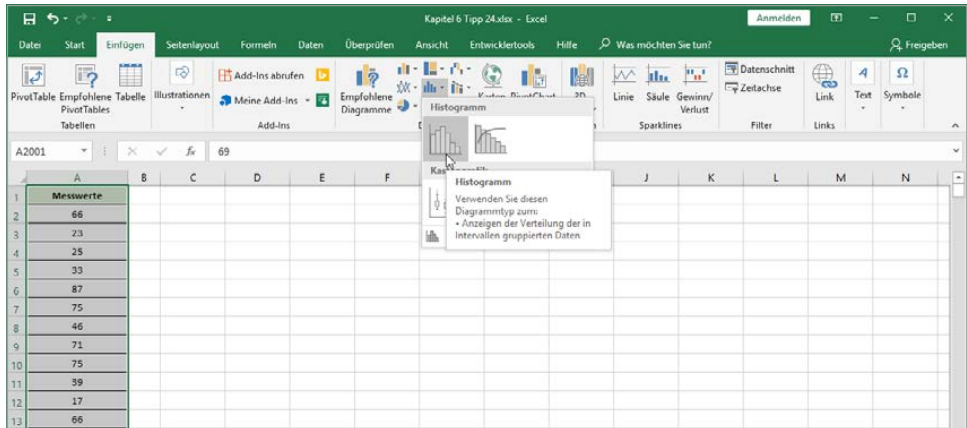 Kapitel 6 Tipp 24.xlsx - Excel
Anmelden
Datei Start Einfügen Seitenlayout Formeln Daten Überprüfen Ansicht Entwicklertools Hilfe Was möchten Sie tun? Freigeben
PivotTable Empfohlene PivotTables Tabelle
Tabellen
Illustrationen
Add-Ins abrufen
Meine Add-Ins
Add-Ins
Empfohlene Diagramme
Karten PivotChart 3D
Linie Säule Gewinn/ Verlust
Sparklines
Datenschnitt
Zeitachse
Filter
Link
Links
Text
Symbole
Histogramm
Histogramm
Verwenden Sie diesen
Diagrammtyp zum:
• Anzeigen der Verteilung der in
Intervallen gruppierten Daten
A2001 fx 69
A B C D E F J K L M N
1 Messwerte
2 66
3 23
4 25
5 33
6 87
7 75
8 46
9 71
10 75
11 39
12 17
13 66